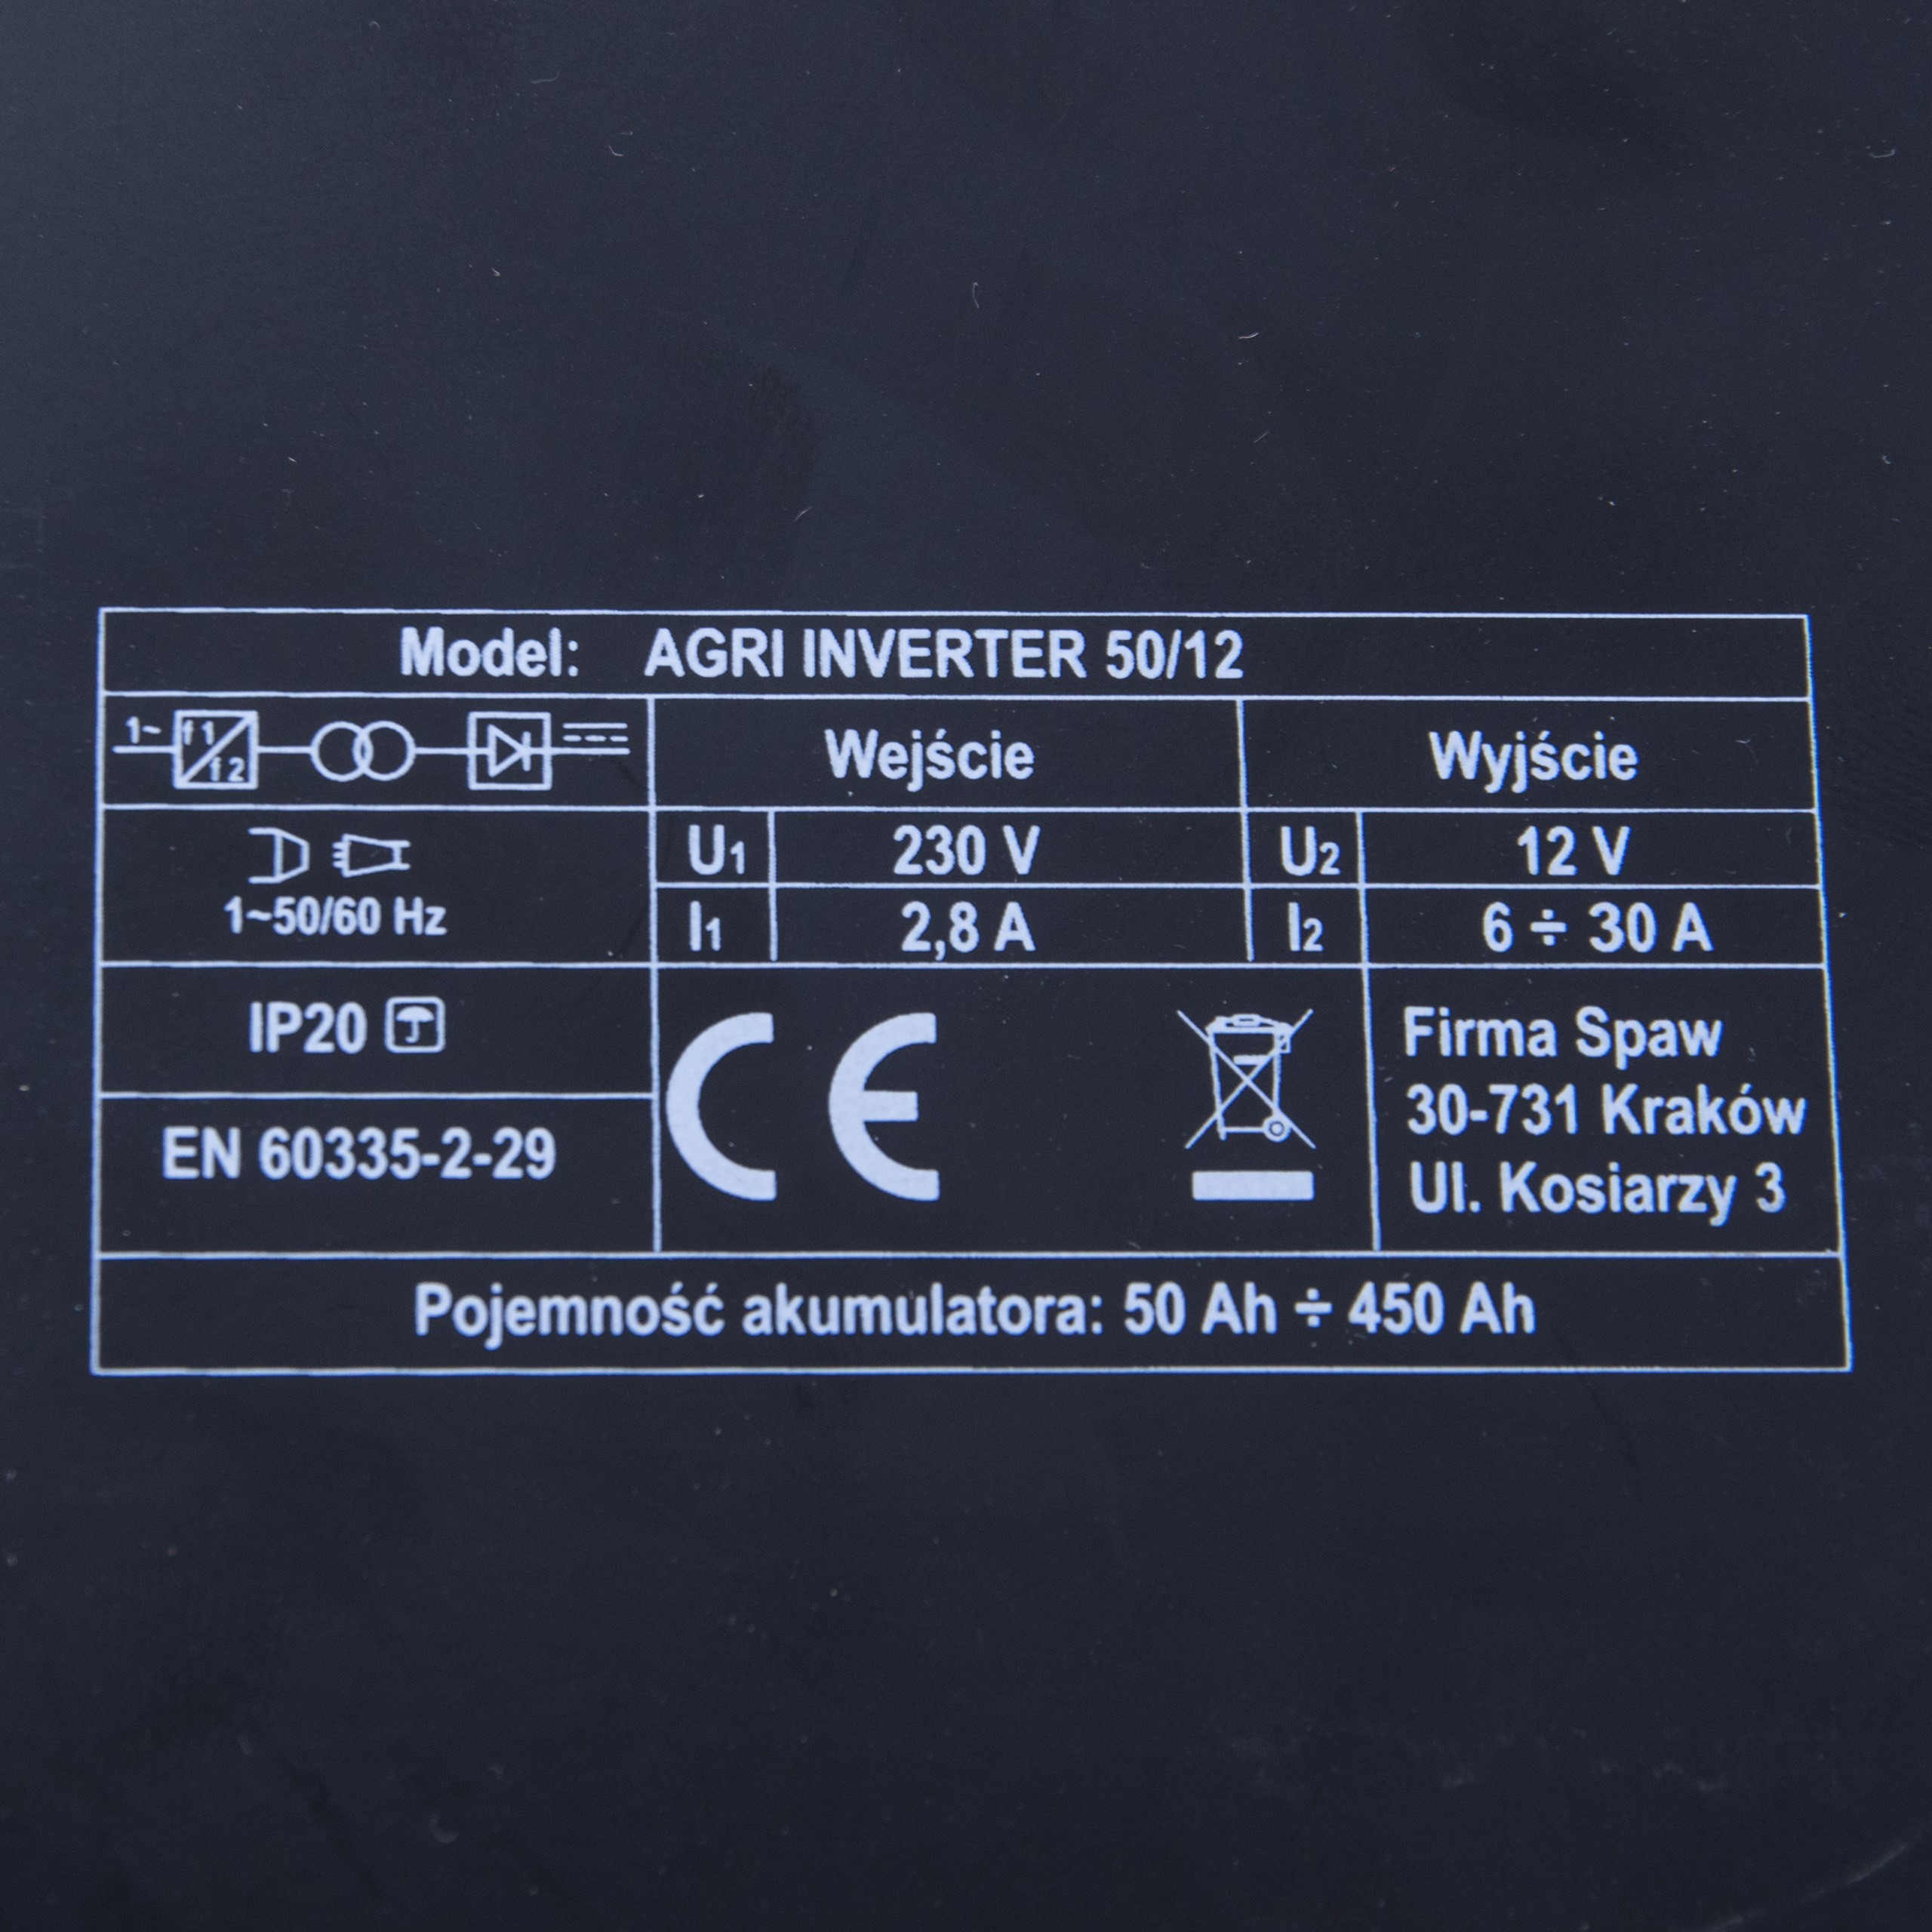 Model: AGRI INVERTER 50/12
1~ f1 f2
Wejście Wyjście
U1 230 V U2 12 V
1~50/60 Hz
I1 2,8 A I2 6 ÷ 30 A
IP20
EN 60335-2-29
CE
Firma Spaw
30-731 Kraków
Ul. Kosiarzy 3
Pojemność akumulatora: 50 Ah ÷ 450 Ah